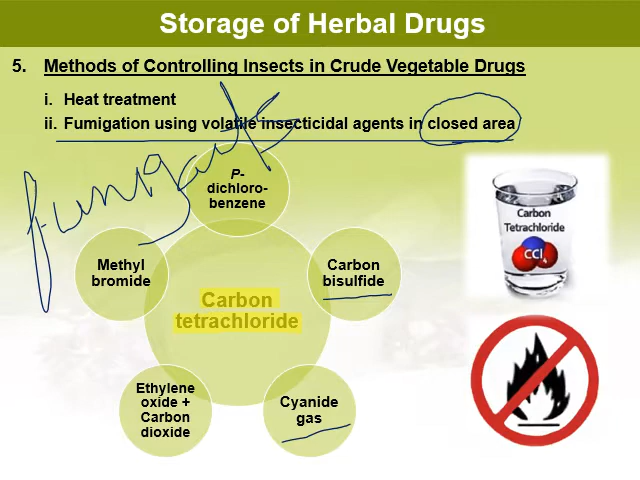 Storage of Herbal Drugs
5. Methods of Controlling Insects in Crude Vegetable Drugs
i. Heat treatment
ii. Fumigation using volatile insecticidal agents in closed area
P-
dichloro-
benzene
Methyl
bromide
Carbon
bisulfide
Carbon
tetrachloride
Ethylene
oxide +
Carbon
dioxide
Cyanide
gas
Carbon
Tetrachloride
CCl